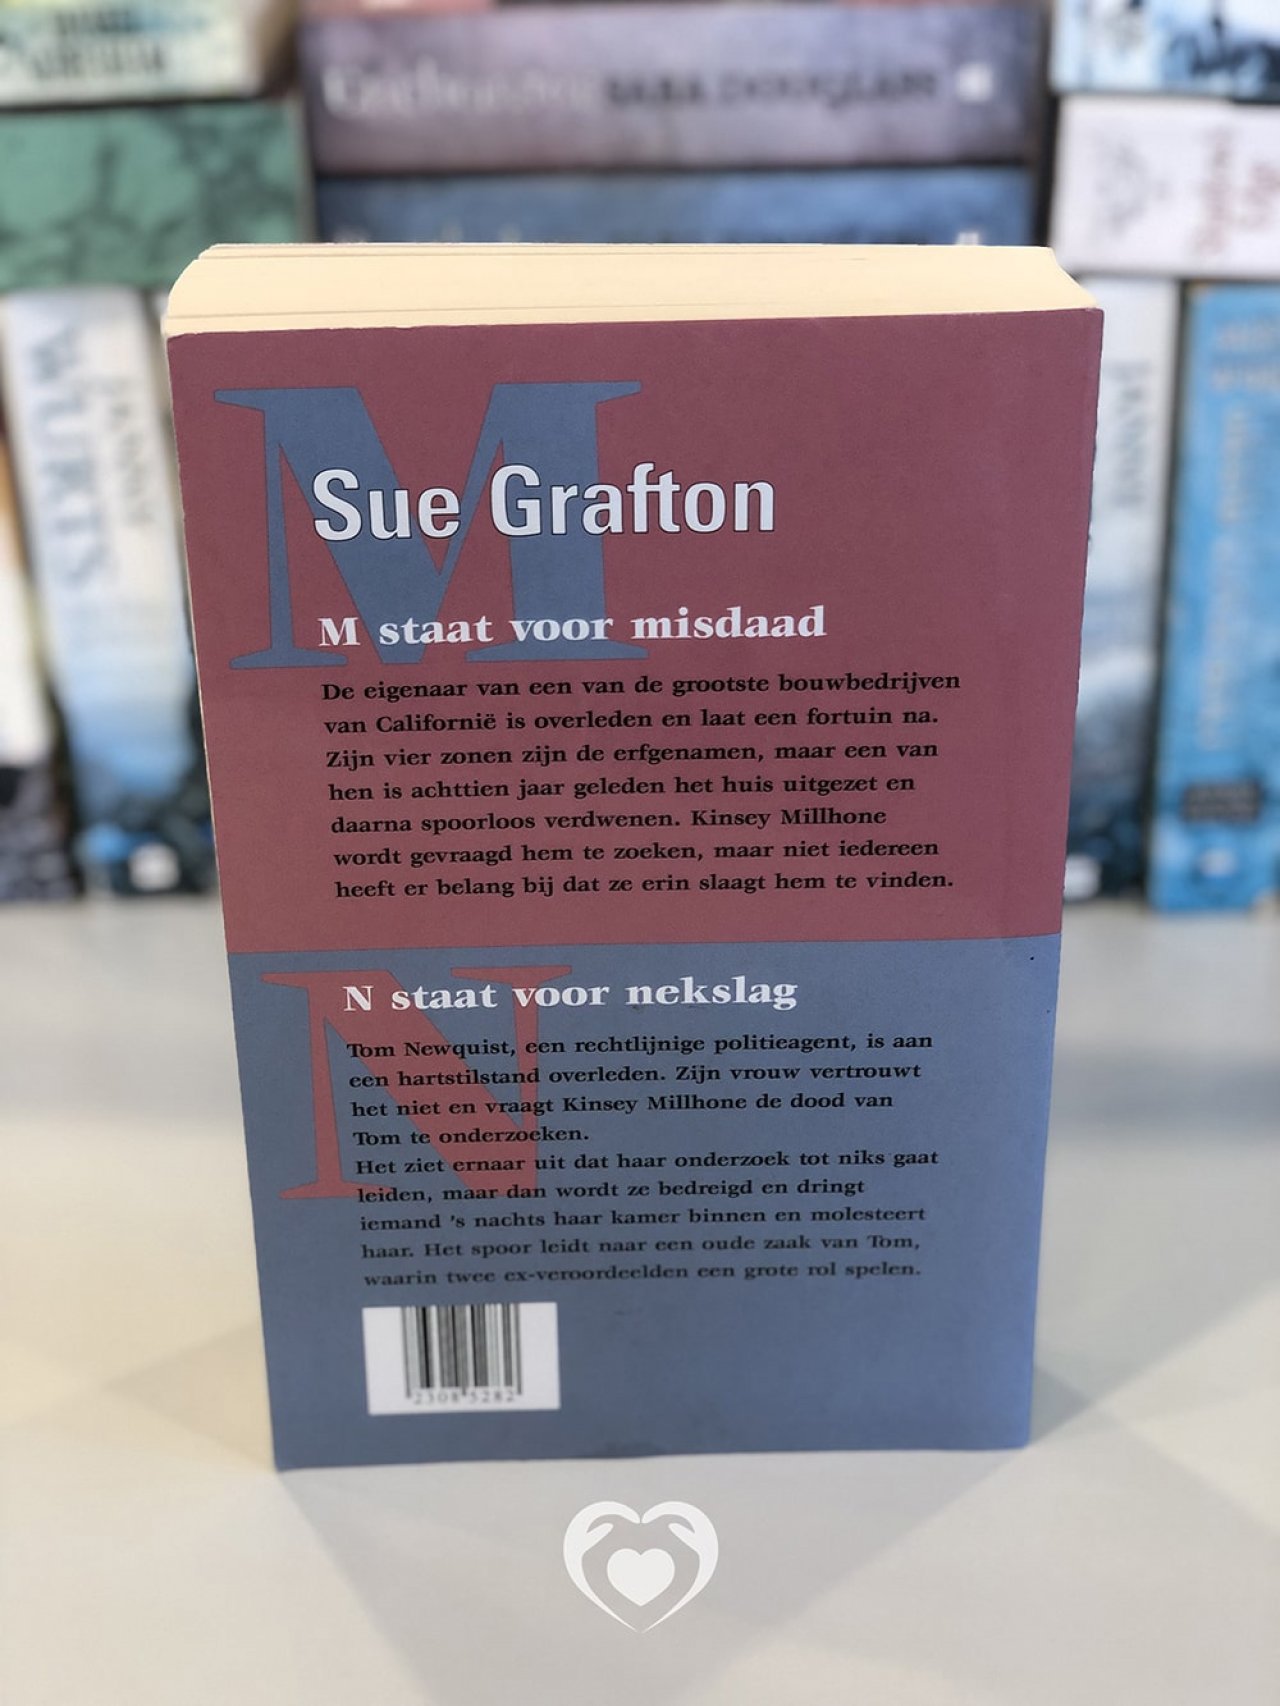 SARA DOUGLASS
JANNY
WURTS
JANNY
Sue Grafton
M staat voor misdaad
De eigenaar van een van de grootste bouwbedrijven
van Californië is overleden en laat een fortuin na.
Zijn vier zonen zijn de erfgenamen, maar een van
hen is achttien jaar geleden het huis uitgezet en
daarna spoorloos verdwenen. Kinsey Millhone
wordt gevraagd hem te zoeken, maar niet iedereen
heeft er belang bij dat ze erin slaagt hem te vinden.
N staat voor nekslag
Tom Newquist, een rechtlijnige politieagent, is aan
een hartstilstand overleden. Zijn vrouw vertrouwt
het niet en vraagt Kinsey Millhone de dood van
Tom te onderzoeken.
Het ziet ernaar uit dat haar onderzoek tot niks gaat
leiden, maar dan wordt ze bedreigd en dringt
iemand 's nachts haar kamer binnen en molesteert
haar. Het spoor leidt naar een oude zaak van Tom,
waarin twee ex-veroordeelden een grote rol spelen.
2308 5282